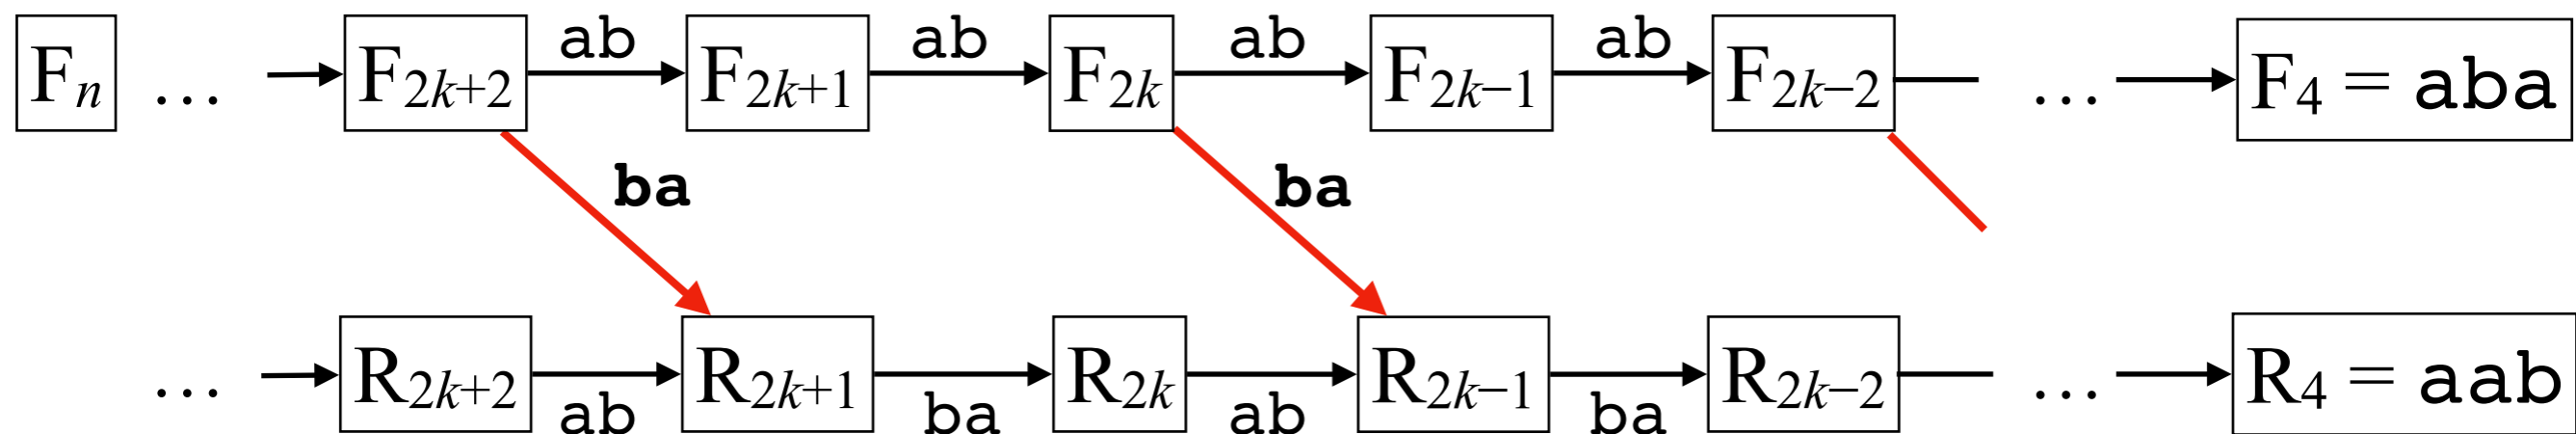 ab ab ab ab
Fn … F2k+2 F2k+1 F2k F2k−1 F2k−2 … F4 = aba
ba ba
… R2k+2 R2k+1 R2k R2k−1 R2k−2 … R4 = aab
ab ba ab ba